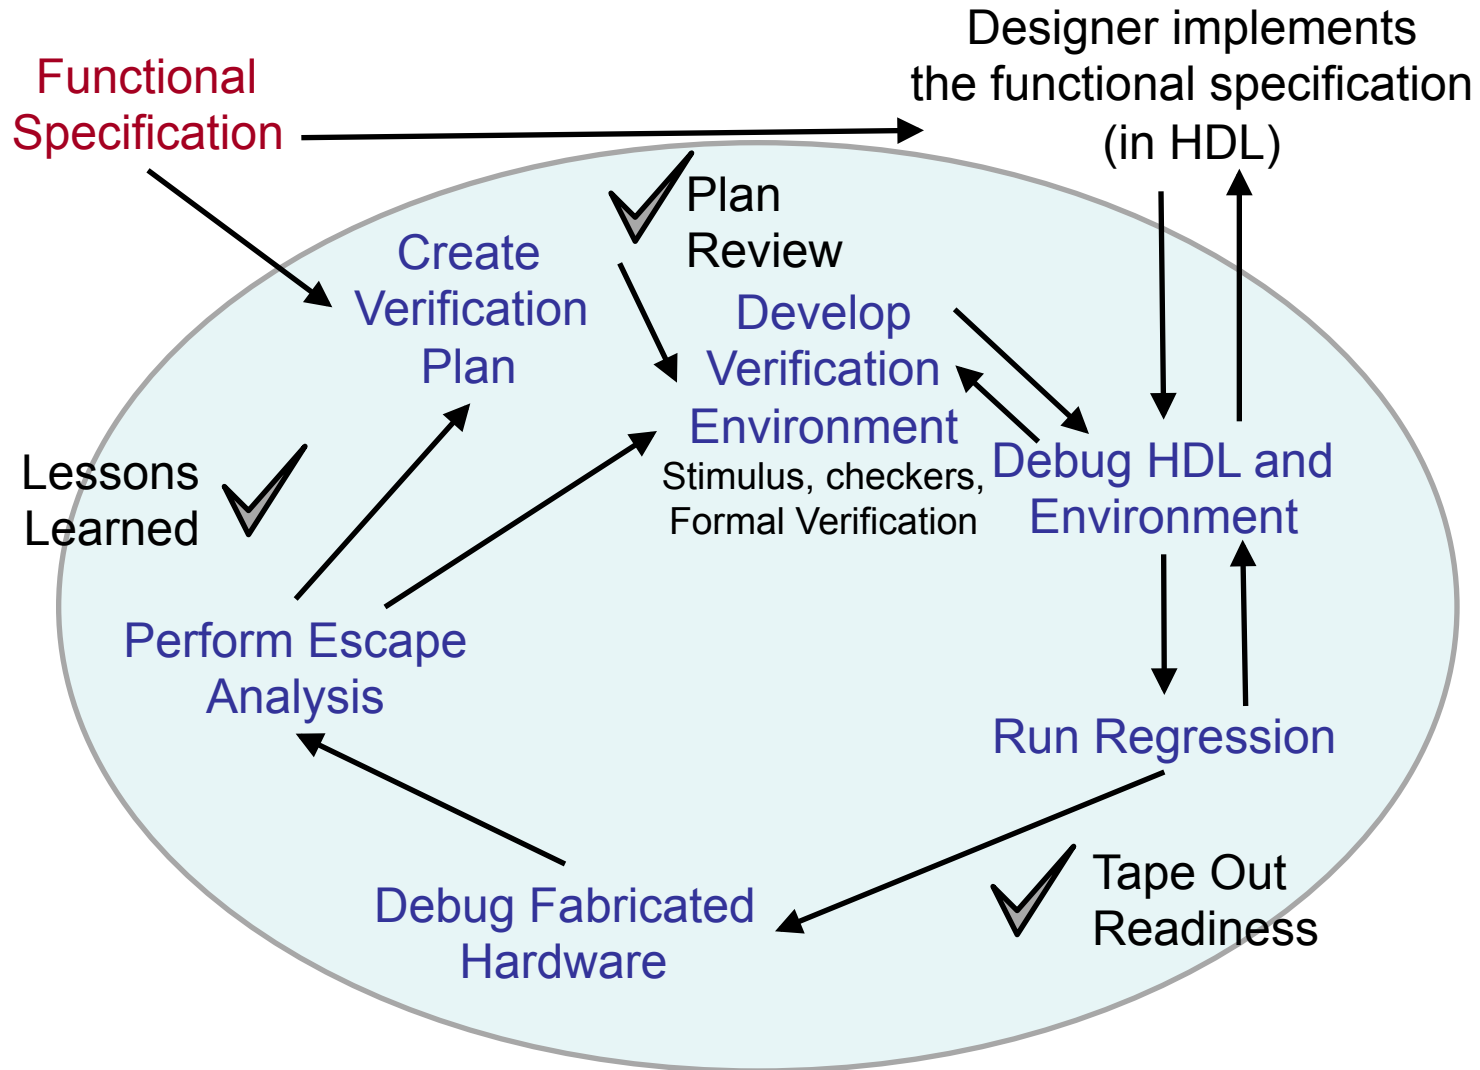 Functional
Specification
Designer implements
the functional specification
(in HDL)
Plan
Review
Create
Verification
Plan
Develop
Verification
Environment
Stimulus, checkers,
Formal Verification
Debug HDL and
Environment
Lessons
Learned
Perform Escape
Analysis
Run Regression
Tape Out
Readiness
Debug Fabricated
Hardware